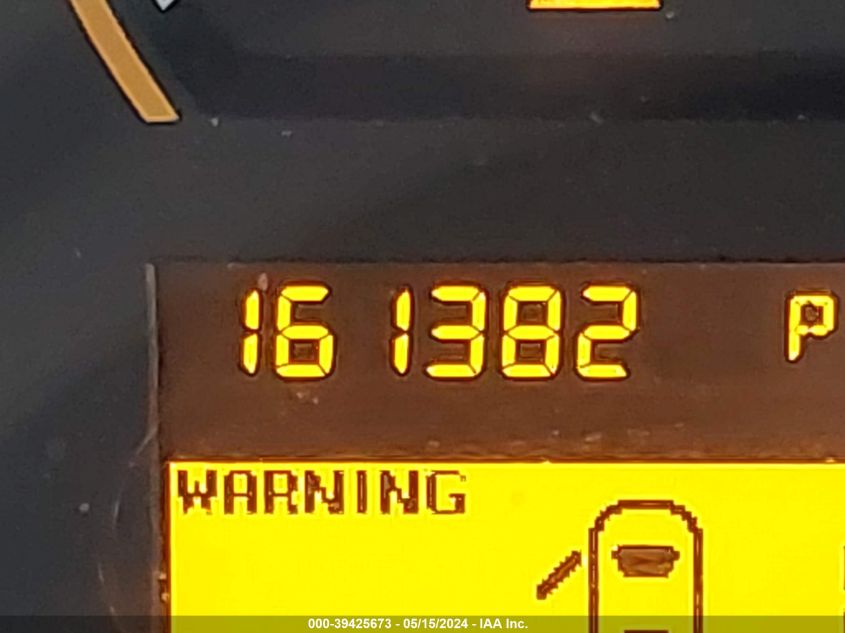 161382 P
WARNING
000-39425673 - 05/15/2024 - IAA Inc.